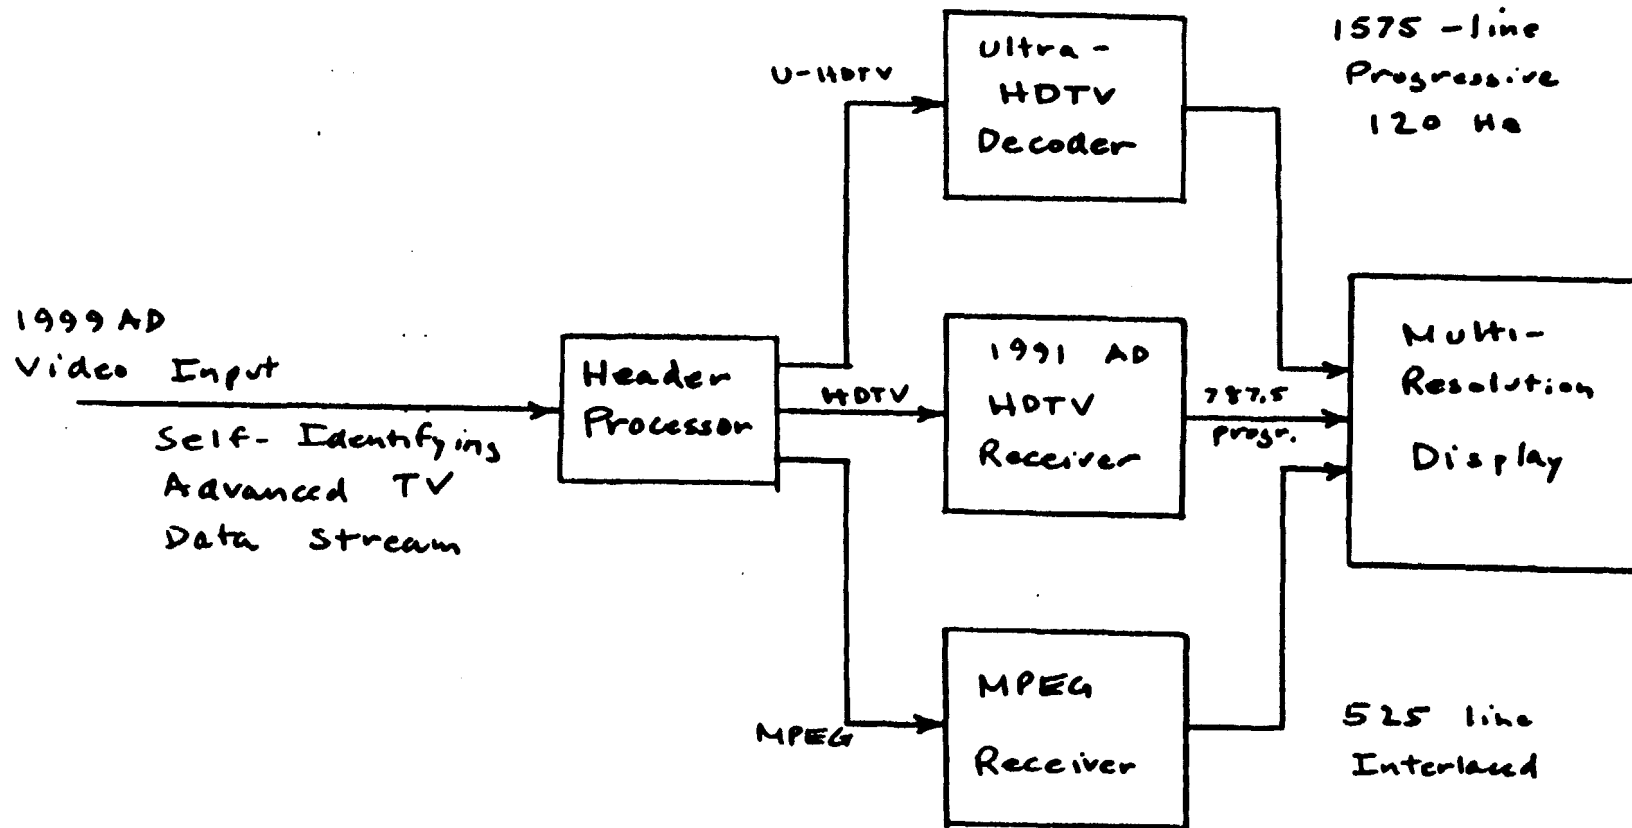 1999 AD
Video Input
Self-Identifying
Advanced TV
Data Stream
Header
Processor
U-HDTV
HDTV
MPEG
Ultra-
HDTV
Decoder
1991 AD
HDTV
Receiver
MPEG
Receiver
787.5
progr.
1575-line
Progressive
120 Hz
Multi-
Resolution
Display
525 line
Interlaced